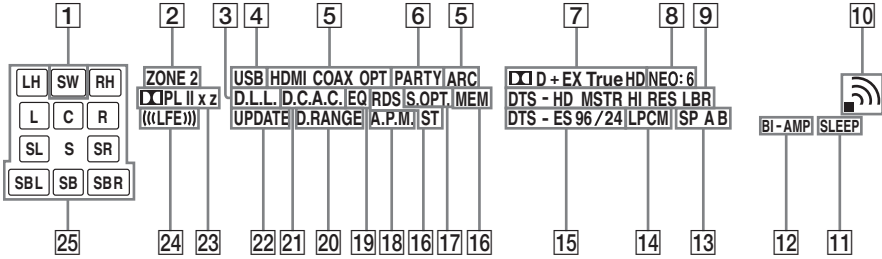 1 2 3 4 5 6 5 7 8 9 10
LH SW RH
L C R
SL S SR
SBL SB SBR
ZONE 2
PL II x z
(((LFE)))
USB HDMI COAX OPT PARTY ARC
D.L.L. D.C.A.C. EQ RDS S.OPT. MEM
UPDATE D.RANGE A.P.M. ST
D + EX True HD NEO: 6
DTS - HD MSTR HI RES LBR
DTS - ES 96 / 24 LPCM SP A B
BI - AMP SLEEP
25 24 23 22 21 20 19 18 16 17 16 15 14 13 12 11